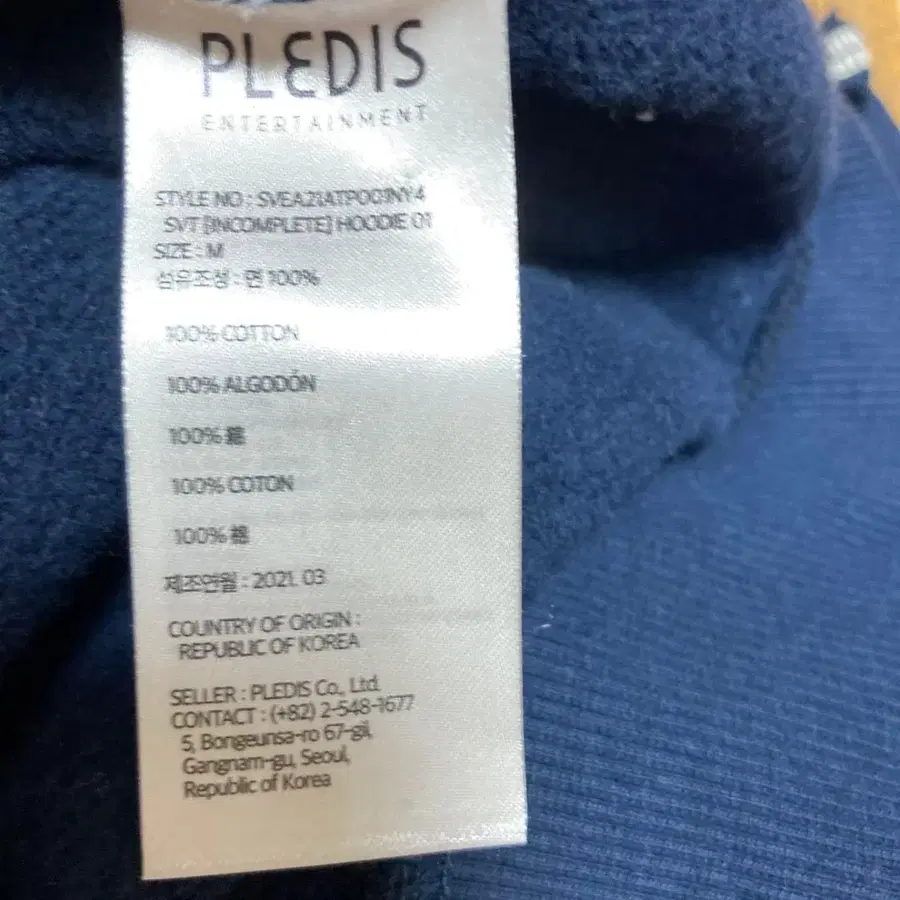 PLEDIS
ENTERTAINMENT
STYLE NO : SVEA21ATP001NY4
SVT [INCOMPLETE] HOODIE 01
SIZE : M
섬유조성 : 면 100%
100% COTTON
100% ALGODÓN
100% 綿
100% COTON
100% 棉
제조연월 : 2021. 03
COUNTRY OF ORIGIN :
REPUBLIC OF KOREA
SELLER : PLEDIS Co., Ltd.
CONTACT : (+82) 2-548-1677
5, Bongeunsa-ro 67-gil,
Gangnam-gu, Seoul,
Republic of Korea